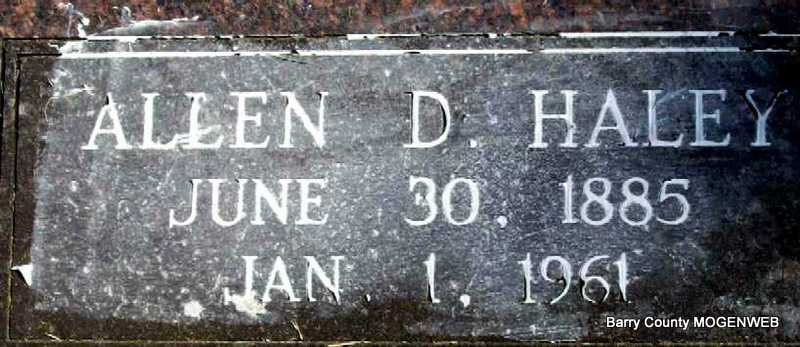 ALLEN D. HALEY
JUNE 30, 1885
JAN. 1, 1961
Barry County MOGENWEB